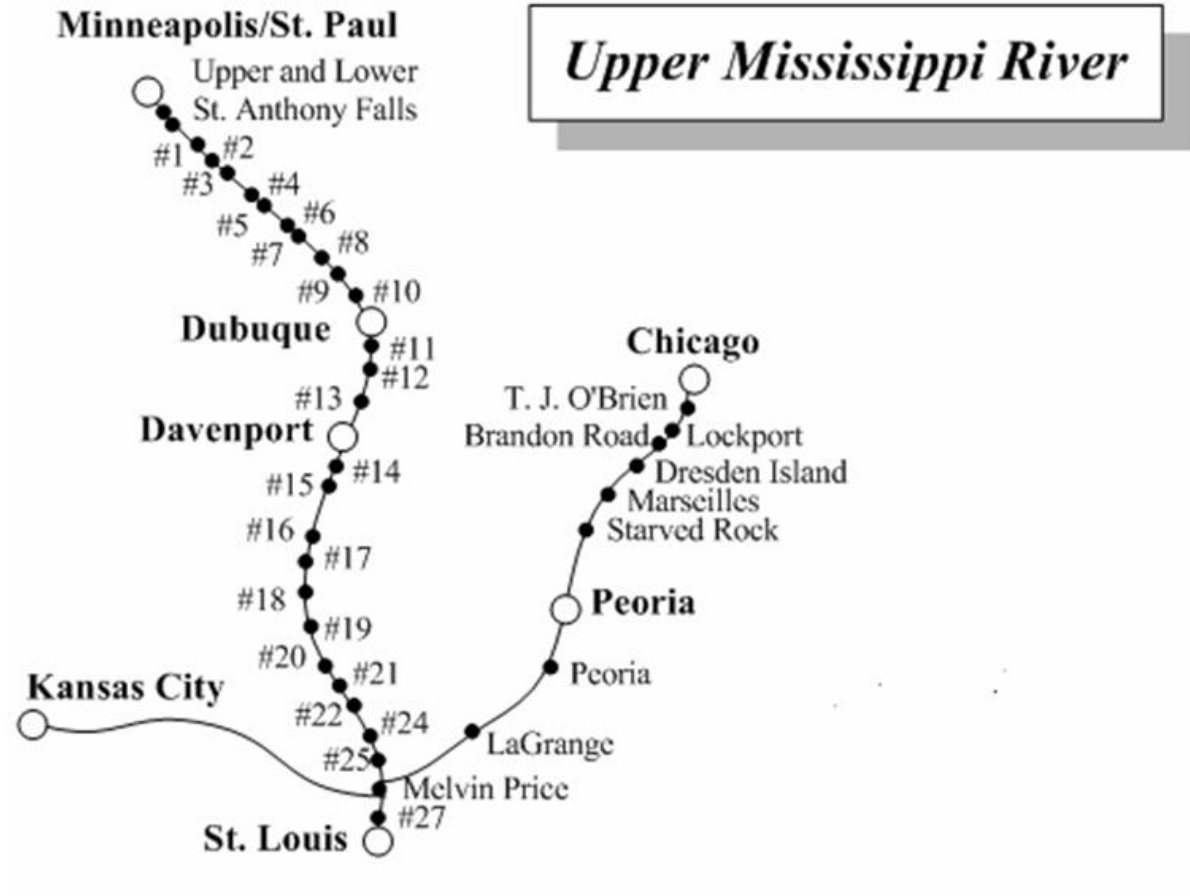 Minneapolis/St. Paul
Upper Mississippi River
Upper and Lower
St. Anthony Falls
#1
#2
#3
#4
#5
#6
#7
#8
#9
#10
Dubuque
#11
#12
#13
Davenport
#14
#15
#16
#17
#18
#19
#20
#21
#22
#24
#25
Kansas City
Chicago
T. J. O'Brien
Brandon Road
Lockport
Dresden Island
Marseilles
Starved Rock
Peoria
Peoria
LaGrange
Melvin Price
#27
St. Louis